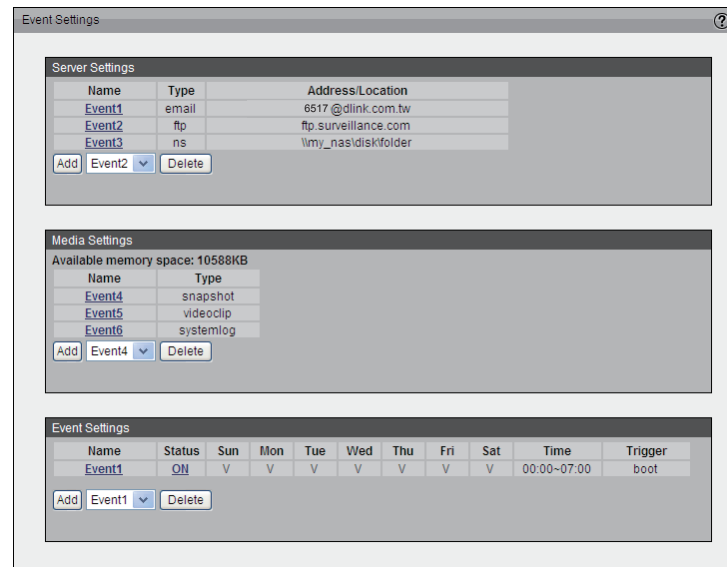 Event Settings ?
Server Settings
Name Type Address/Location
Event1 email 6517 @dlink.com.tw
Event2 ftp ftp.surveillance.com
Event3 ns \\my_nas\disk\folder
Add Event2 Delete
Media Settings
Available memory space: 10588KB
Name Type
Event4 snapshot
Event5 videoclip
Event6 systemlog
Add Event4 Delete
Event Settings
Name Status Sun Mon Tue Wed Thu Fri Sat Time Trigger
Event1 ON V V V V V V V 00:00~07:00 boot
Add Event1 Delete